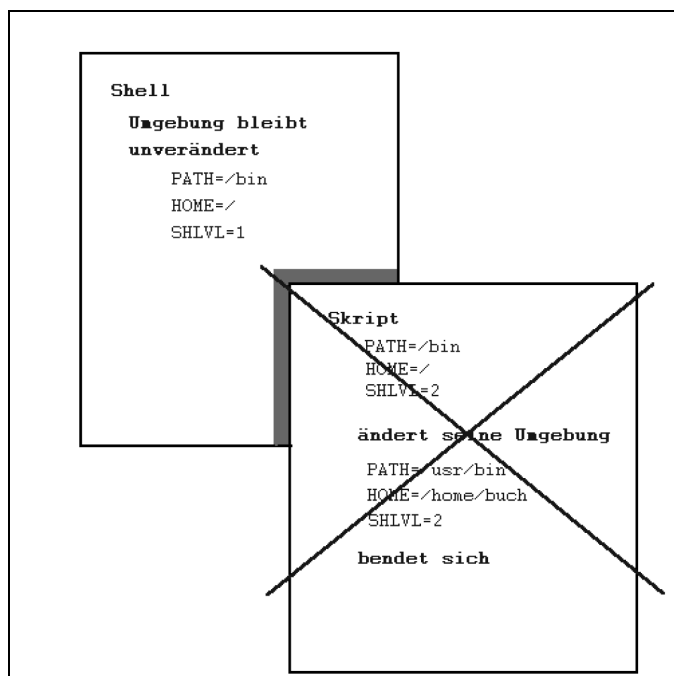 Shell
Umgebung bleibt
unverändert
PATH=/bin
HOME=/
SHLVL=1
Skript
PATH=/bin
HOME=/
SHLVL=2
ändert seine Umgebung
PATH=/usr/bin
HOME=/home/buch
SHLVL=2
bendet sich